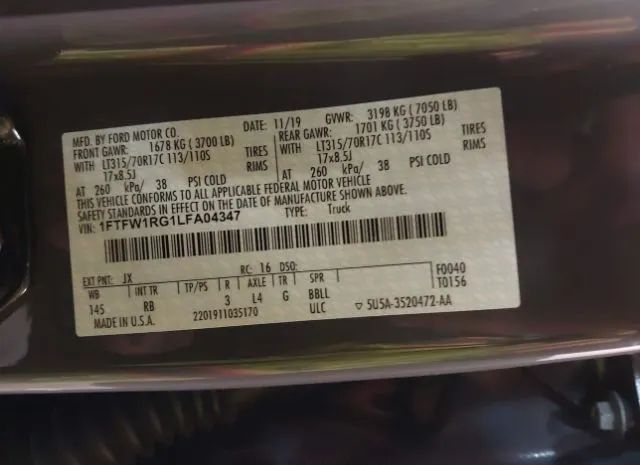 MFD. BY FORD MOTOR CO. DATE: 11/19 GVWR: 3198 KG ( 7050 LB)
FRONT GAWR: 1678 KG ( 3700 LB) REAR GAWR: 1701 KG ( 3750 LB)
WITH LT315/70R17C 113/110S TIRES WITH LT315/70R17C 113/110S TIRES
17x8.5J RIMS 17x8.5J RIMS
AT 260 kPa/ 38 PSI COLD AT 260 kPa/ 38 PSI COLD
THIS VEHICLE CONFORMS TO ALL APPLICABLE FEDERAL MOTOR VEHICLE
SAFETY STANDARDS IN EFFECT ON THE DATE OF MANUFACTURE SHOWN ABOVE.
VIN: 1FTFW1RG1LFA04347 TYPE: Truck
EXT PNT: JX RC: 16 DSO: F0040
WB INT TR TP/PS R AXLE TR SPR T0156
145 RB 3 L4 G BBLL
MADE IN U.S.A. 2201911035170 ULC ▽ 5U5A-3520472-AA